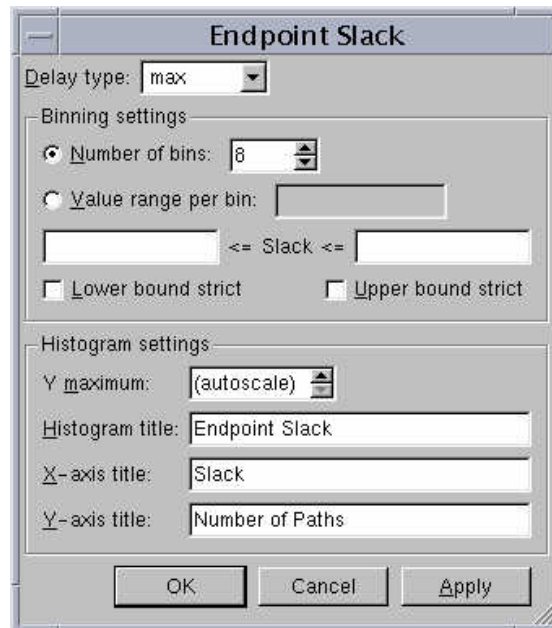 Endpoint Slack
Delay type: max
Binning settings
Number of bins: 8
Value range per bin:
<= Slack <=
Lower bound strict Upper bound strict
Histogram settings
Y maximum: (autoscale)
Histogram title: Endpoint Slack
X-axis title: Slack
Y-axis title: Number of Paths
OK Cancel Apply